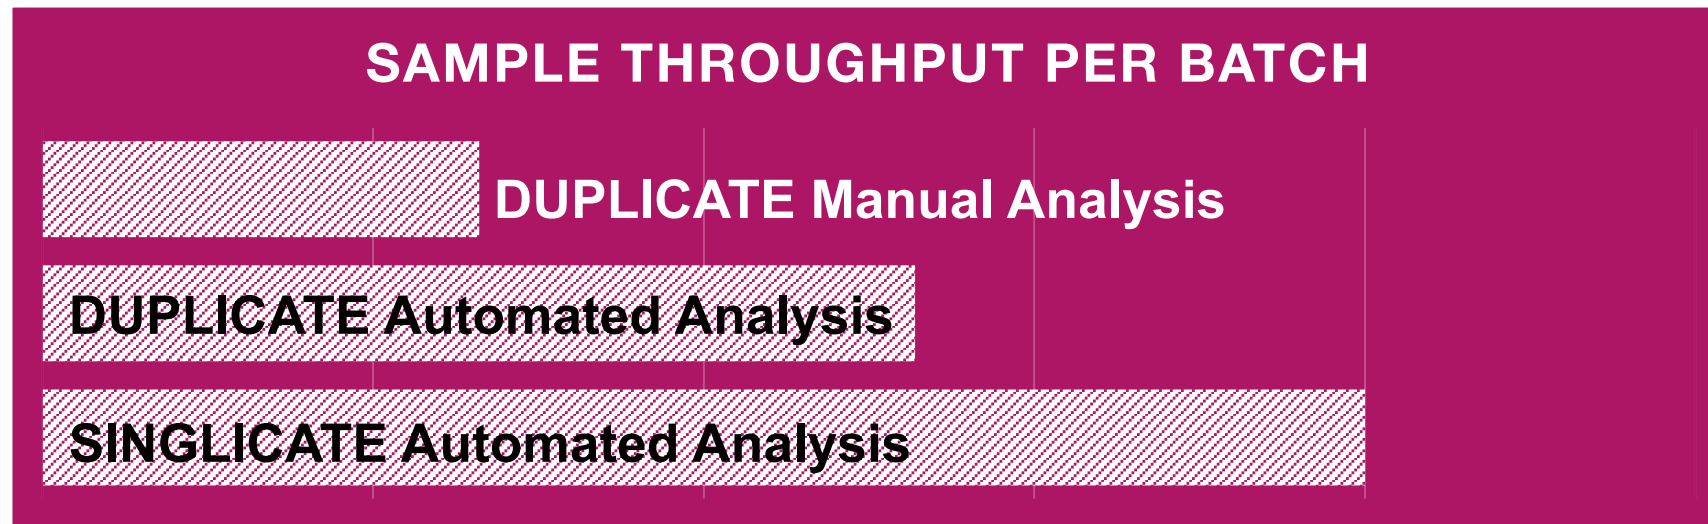 SAMPLE THROUGHPUT PER BATCH
DUPLICATE Manual Analysis
DUPLICATE Automated Analysis
SINGLICATE Automated Analysis